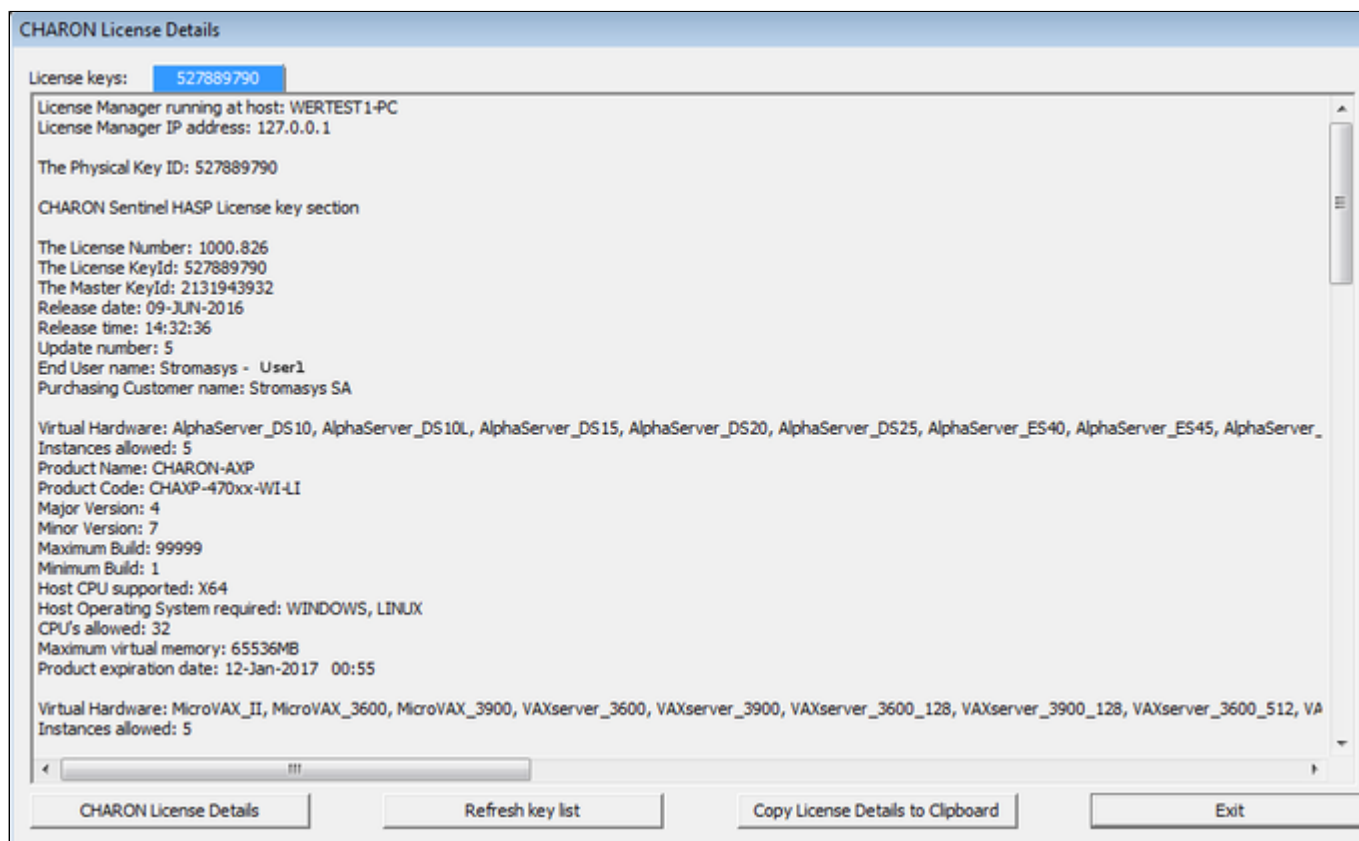 CHARON License Details
License keys: 527889790
License Manager running at host: WERTEST1-PC
License Manager IP address: 127.0.0.1
The Physical Key ID: 527889790
CHARON Sentinel HASP License key section
The License Number: 1000.826
The License KeyId: 527889790
The Master KeyId: 2131943932
Release date: 09-JUN-2016
Release time: 14:32:36
Update number: 5
End User name: Stromasys - User1
Purchasing Customer name: Stromasys SA
Virtual Hardware: AlphaServer_DS10, AlphaServer_DS10L, AlphaServer_DS15, AlphaServer_DS20, AlphaServer_DS25, AlphaServer_ES40, AlphaServer_ES45, AlphaServer_
Instances allowed: 5
Product Name: CHARON-AXP
Product Code: CHAXP-470xx-WI-LI
Major Version: 4
Minor Version: 7
Maximum Build: 99999
Minimum Build: 1
Host CPU supported: X64
Host Operating System required: WINDOWS, LINUX
CPU's allowed: 32
Maximum virtual memory: 65536MB
Product expiration date: 12-Jan-2017 00:55
Virtual Hardware: MicroVAX_II, MicroVAX_3600, MicroVAX_3900, VAXserver_3600, VAXserver_3900, VAXserver_3600_128, VAXserver_3900_128, VAXserver_3600_512, VA
Instances allowed: 5
CHARON License Details Refresh key list Copy License Details to Clipboard Exit